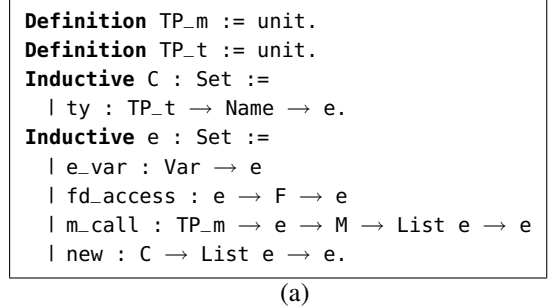 Definition TP_m := unit.
Definition TP_t := unit.
Inductive C : Set :=
| ty : TP_t → Name → e.
Inductive e : Set :=
| e_var : Var → e
| fd_access : e → F → e
| m_call : TP_m → e → M → List e → e
| new : C → List e → e.
(a)